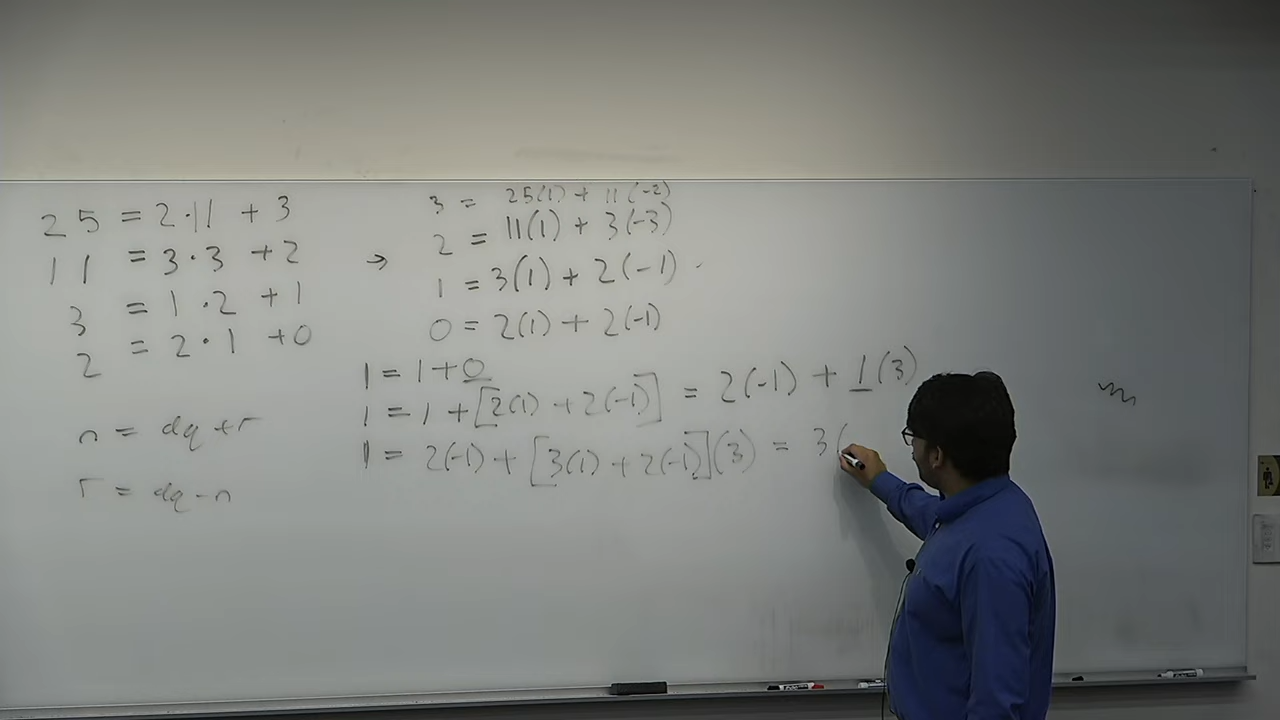 25 = 2·11 + 3
11 = 3·3 + 2
3 = 1·2 + 1
2 = 2·1 + 0
n = dq + r
r = dq - n
→
3 = 25(1) + 11(-2)
2 = 11(1) + 3(-3)
1 = 3(1) + 2(-1)
0 = 2(1) + 2(-1)
1 = 1 + 0
1 = 1 + [2(1) + 2(-1)] = 2(-1) + 1(3)
1 = 2(-1) + [3(1) + 2(-1)](3) = 3(